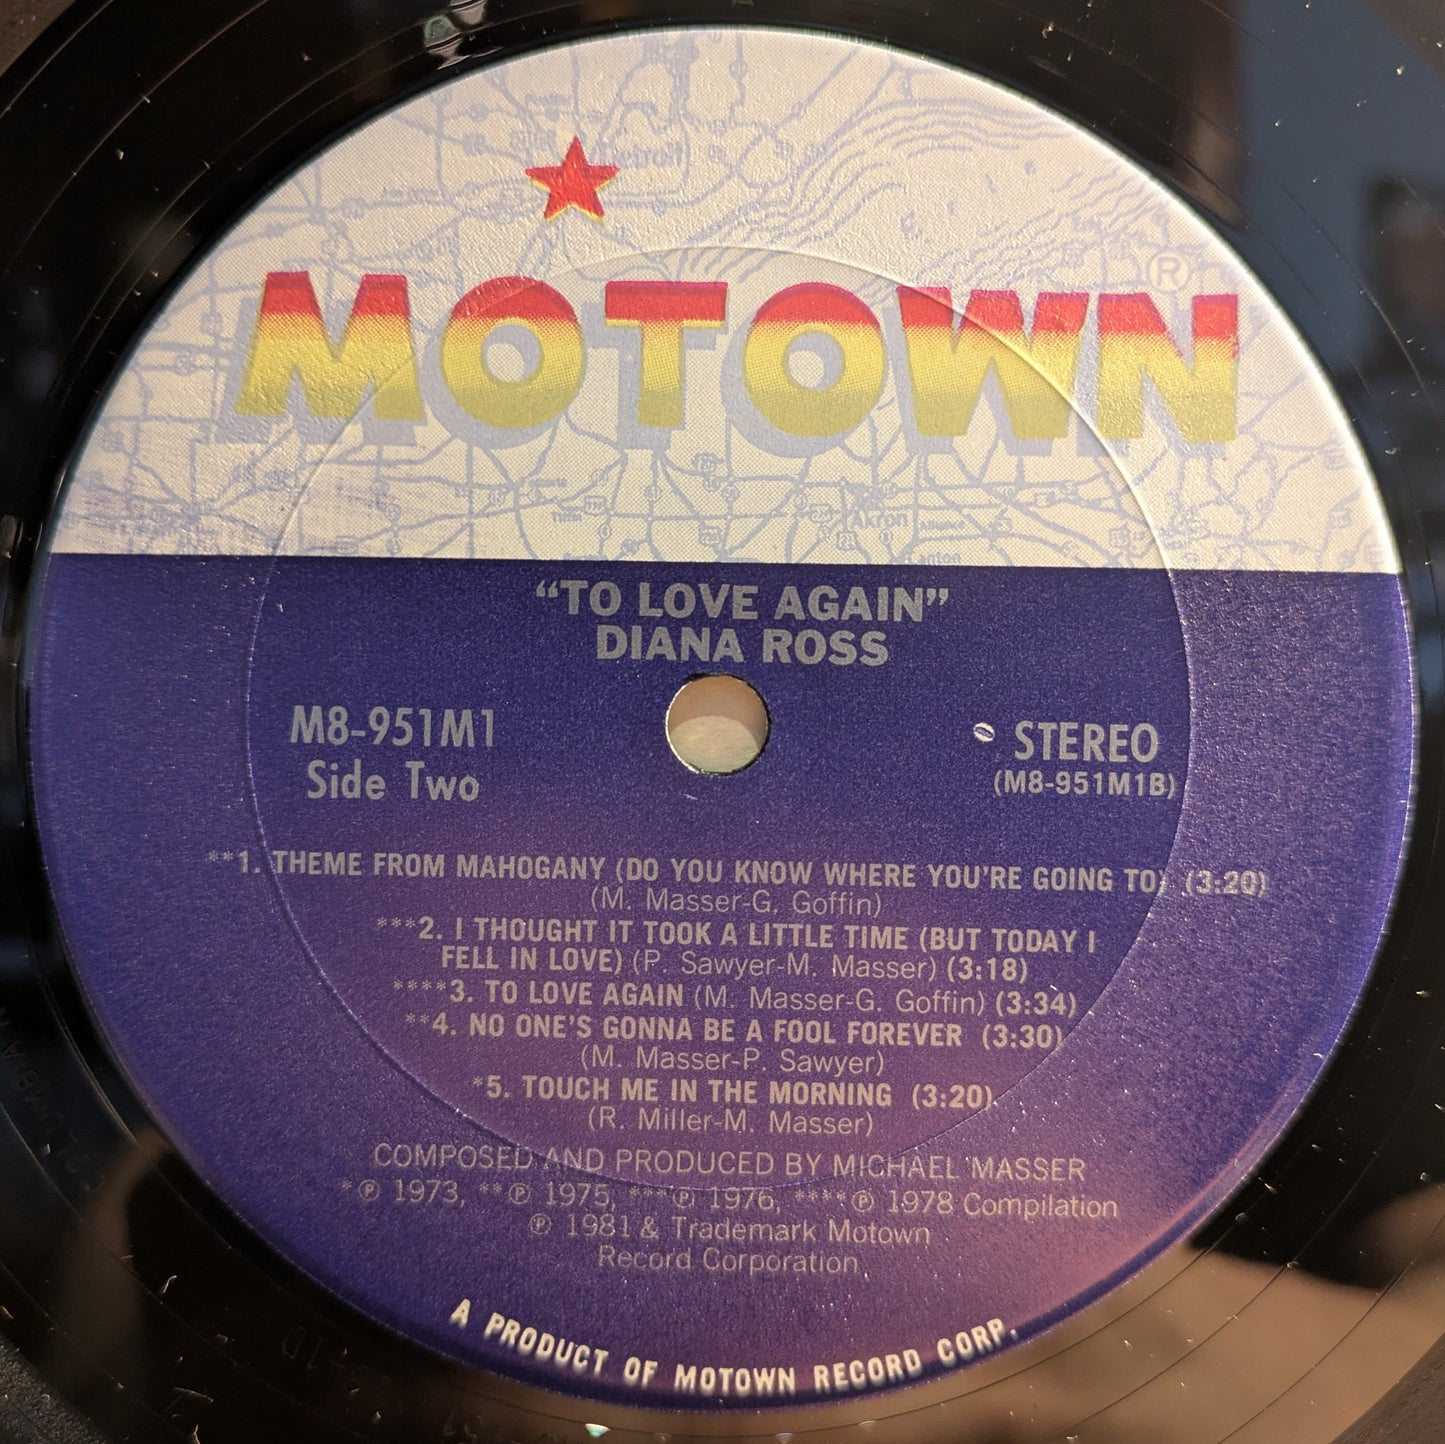 Detroit
MOTOWN®
Tiffin
Akron
Alliance
"TO LOVE AGAIN"
DIANA ROSS
M8-951M1
Side Two
STEREO
(M8-951M1B)
**1. THEME FROM MAHOGANY (DO YOU KNOW WHERE YOU'RE GOING TO) (3:20)
(M. Masser-G. Goffin)
***2. I THOUGHT IT TOOK A LITTLE TIME (BUT TODAY I
FELL IN LOVE) (P. Sawyer-M. Masser) (3:18)
****3. TO LOVE AGAIN (M. Masser-G. Goffin) (3:34)
**4. NO ONE'S GONNA BE A FOOL FOREVER (3:30)
(M. Masser-P. Sawyer)
*5. TOUCH ME IN THE MORNING (3:20)
(R. Miller-M. Masser)
COMPOSED AND PRODUCED BY MICHAEL MASSER
*℗ 1973, **℗ 1975, ***℗ 1976, ****℗ 1978 Compilation
℗ 1981 & Trademark Motown
Record Corporation
A PRODUCT OF MOTOWN RECORD CORP.